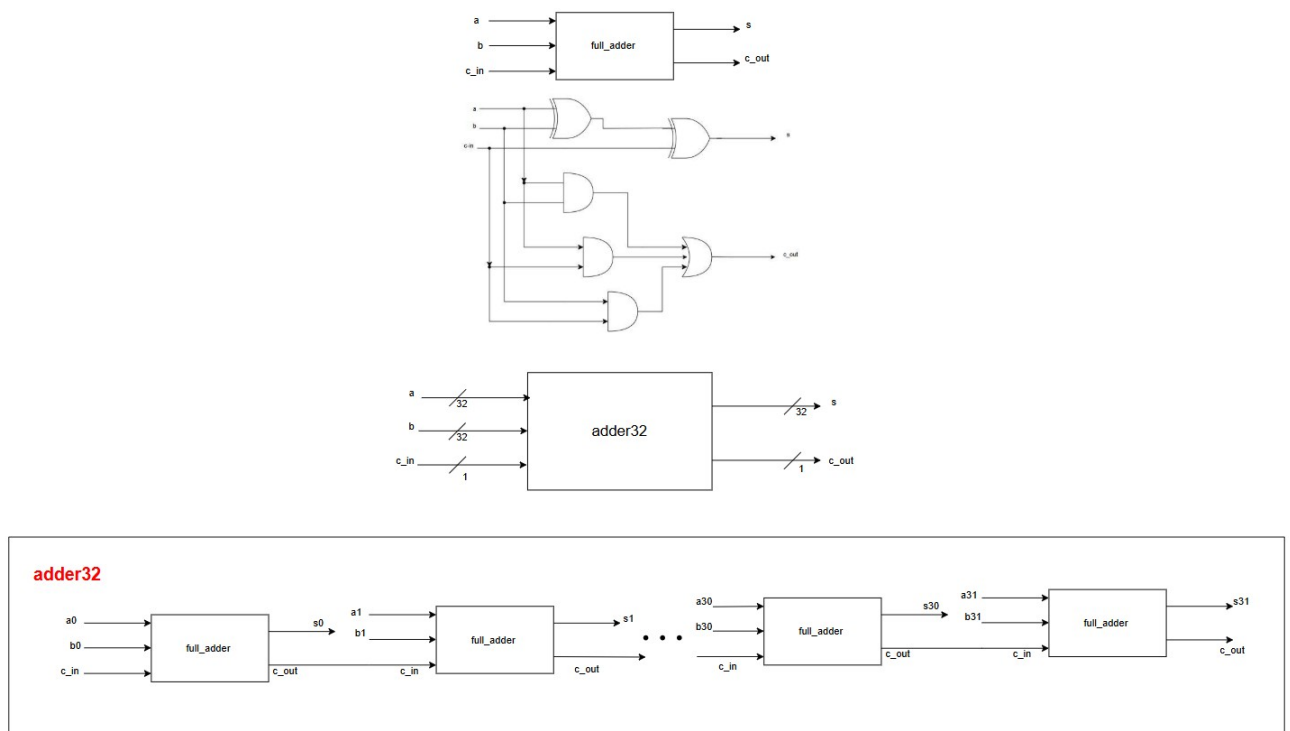 a
b
c_in
full_adder
s
c_out
a
b
c-in
s
c_out
a
32
b
32
c_in
1
adder32
s
32
c_out
1
adder32
a0
b0
c_in
full_adder
s0
c_out
a1
b1
c_in
full_adder
s1
c_out
a30
b30
c_in
full_adder
s30
c_out
a31
b31
c_in
full_adder
s31
c_out